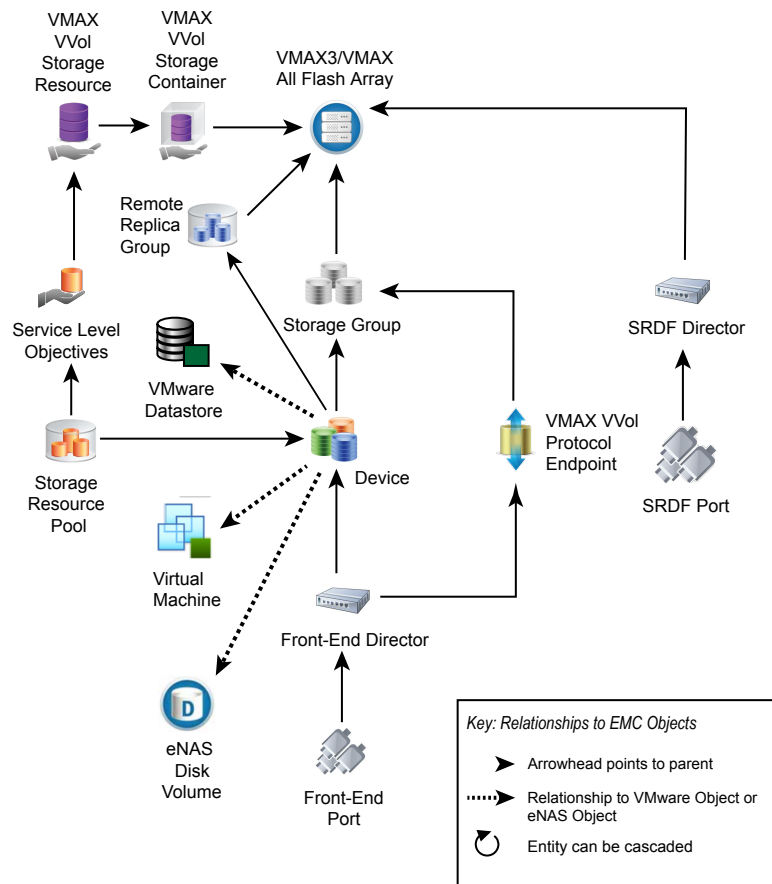 VMAX
VVol
Storage
Resource
VMAX
VVol
Storage
Container
VMAX3/VMAX
All Flash Array
Remote
Replica
Group
Service Level
Objectives
Storage Group
SRDF Director
VMware
Datastore
Storage
Resource
Pool
Device
VMAX VVol
Protocol
Endpoint
SRDF Port
Virtual
Machine
Front-End Director
D
eNAS
Disk
Volume
Front-End
Port
Key: Relationships to EMC Objects
Arrowhead points to parent
Relationship to VMware Object or
eNAS Object
Entity can be cascaded